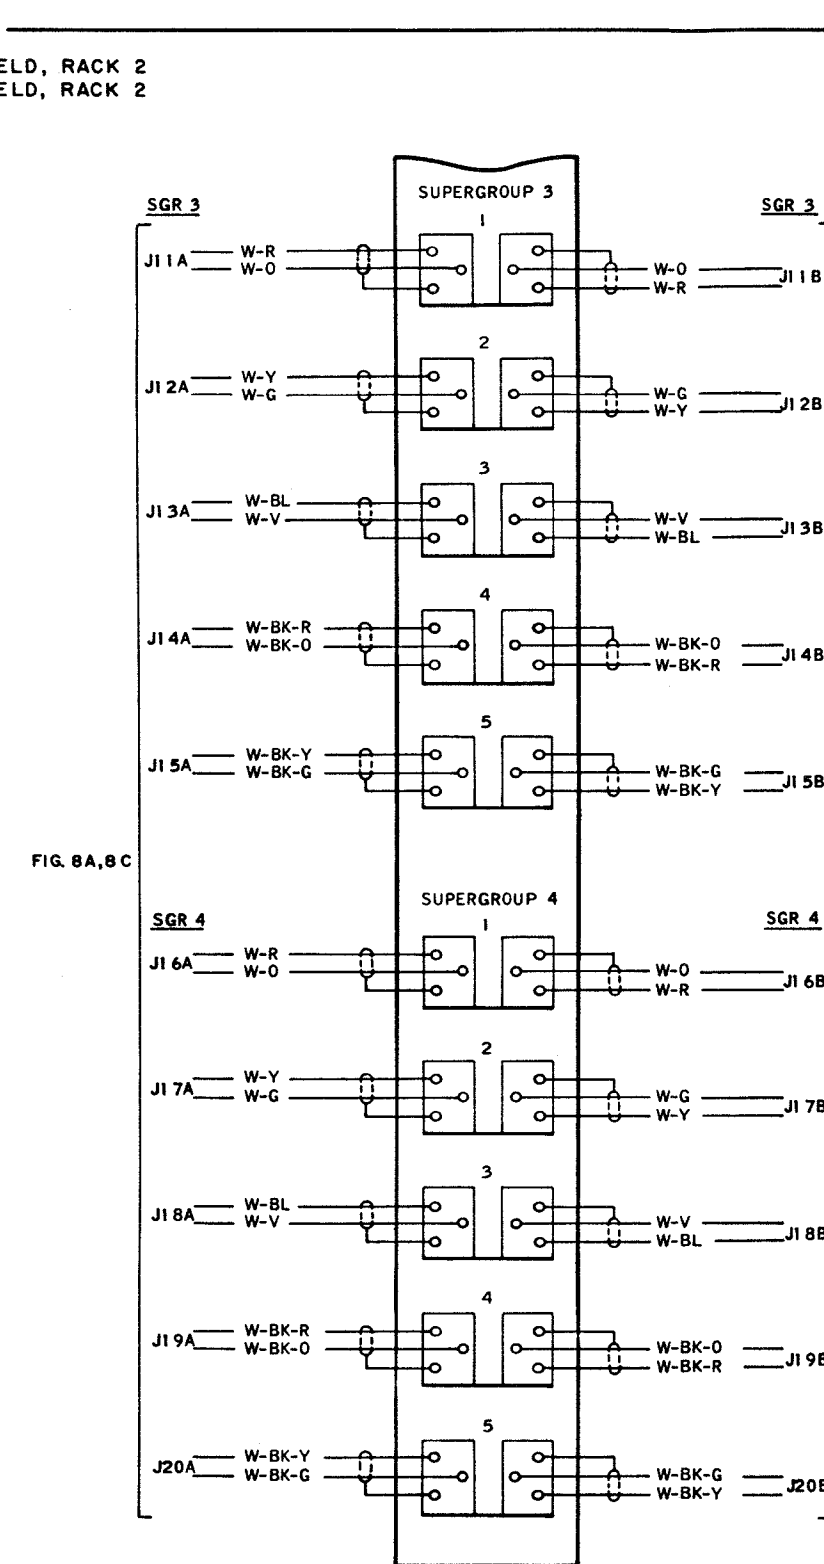 ELD, RACK 2
ELD, RACK 2
SUPERGROUP 3
SGR 3
SGR 3
1
J11A W-R
W-O
W-O J11B
W-R
2
J12A W-Y
W-G
W-G J12B
W-Y
3
J13A W-BL
W-V
W-V J13B
W-BL
4
J14A W-BK-R
W-BK-O
W-BK-O J14B
W-BK-R
5
J15A W-BK-Y
W-BK-G
W-BK-G J15B
W-BK-Y
FIG. 8A,8C
SUPERGROUP 4
SGR 4
SGR 4
1
J16A W-R
W-O
W-O J16B
W-R
2
J17A W-Y
W-G
W-G J17B
W-Y
3
J18A W-BL
W-V
W-V J18B
W-BL
4
J19A W-BK-R
W-BK-O
W-BK-O J19B
W-BK-R
5
J20A W-BK-Y
W-BK-G
W-BK-G J20B
W-BK-Y